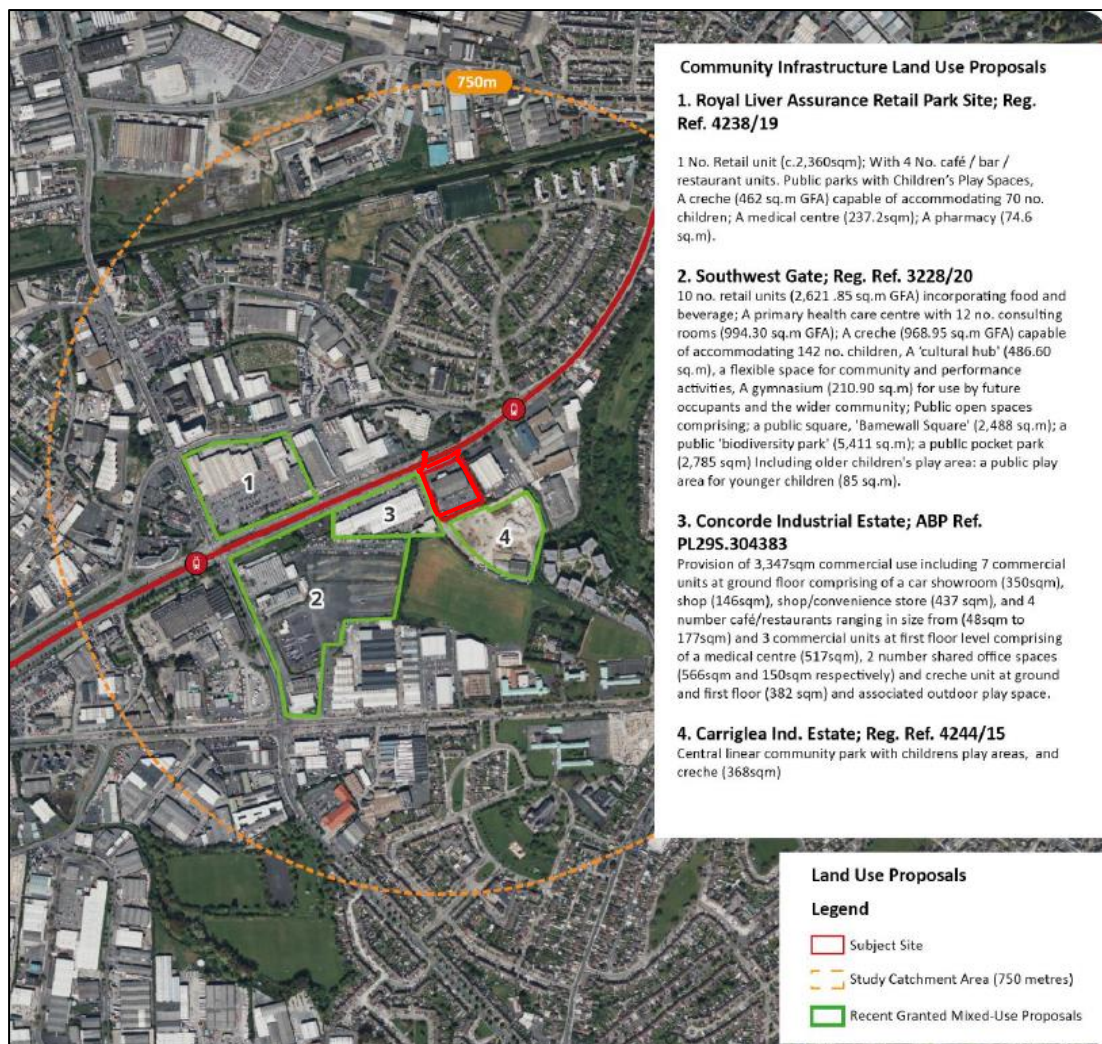 750m
1
2
3
4
Community Infrastructure Land Use Proposals
1. Royal Liver Assurance Retail Park Site; Reg.
Ref. 4238/19
1 No. Retail unit (c.2,360sqm); With 4 No. café / bar /
restaurant units. Public parks with Children's Play Spaces,
A creche (462 sq.m GFA) capable of accommodating 70 no.
children; A medical centre (237.2sqm); A pharmacy (74.6
sq.m).
2. Southwest Gate; Reg. Ref. 3228/20
10 no. retail units (2,621 .85 sq.m GFA) incorporating food and
beverage; A primary health care centre with 12 no. consulting
rooms (994.30 sq.m GFA); A creche (968.95 sq.m GFA) capable
of accommodating 142 no. children, A 'cultural hub' (486.60
sq.m), a flexible space for community and performance
activities, A gymnasium (210.90 sq.m) for use by future
occupants and the wider community; Public open spaces
comprising; a public square, 'Bamewall Square' (2,488 sq.m); a
public 'biodiversity park' (5,411 sq.m); a public pocket park
(2,785 sqm) Including older children's play area: a public play
area for younger children (85 sq.m).
3. Concorde Industrial Estate; ABP Ref.
PL29S.304383
Provision of 3,347sqm commercial use including 7 commercial
units at ground floor comprising of a car showroom (350sqm),
shop (146sqm), shop/convenience store (437 sqm), and 4
number café/restaurants ranging in size from (48sqm to
177sqm) and 3 commercial units at first floor level comprising
of a medical centre (517sqm), 2 number shared office spaces
(566sqm and 150sqm respectively) and creche unit at ground
and first floor (382 sqm) and associated outdoor play space.
4. Carriglea Ind. Estate; Reg. Ref. 4244/15
Central linear community park with childrens play areas, and
creche (368sqm)
Land Use Proposals
Legend
Subject Site
Study Catchment Area (750 metres)
Recent Granted Mixed-Use Proposals